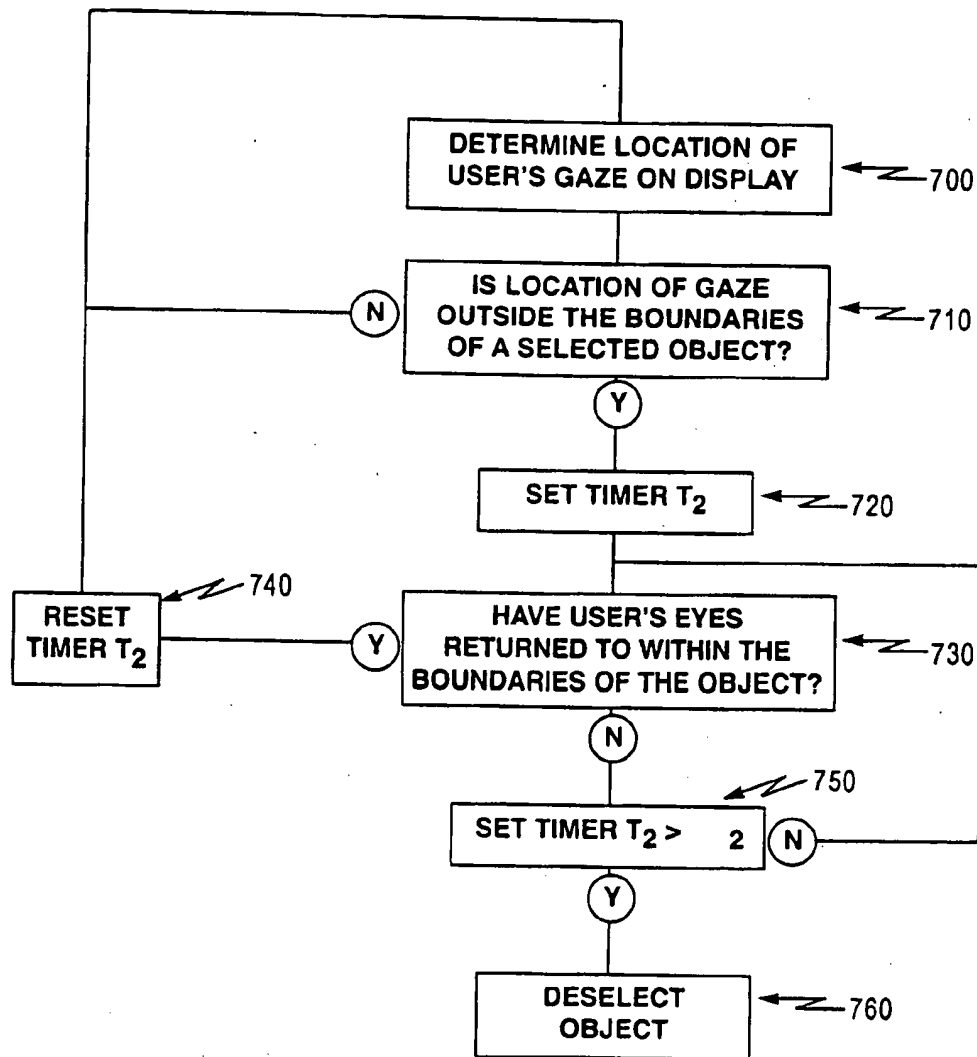 DETERMINE LOCATION OF
USER'S GAZE ON DISPLAY
700
IS LOCATION OF GAZE
OUTSIDE THE BOUNDARIES
OF A SELECTED OBJECT?
710
N
Y
SET TIMER T2
720
740
RESET
TIMER T2
Y
HAVE USER'S EYES
RETURNED TO WITHIN THE
BOUNDARIES OF THE OBJECT?
730
N
750
SET TIMER T2 > 2
N
Y
DESELECT
OBJECT
760